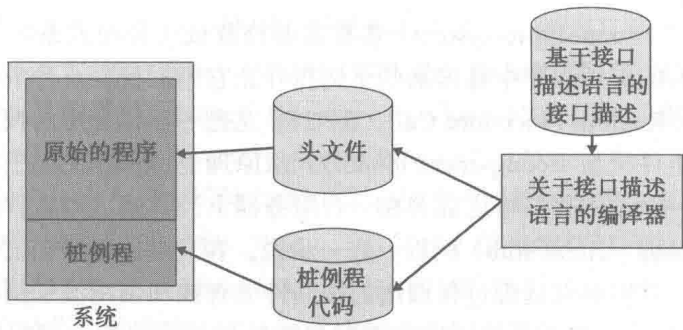 基于接口
描述语言的
接口描述
原始的程序
头文件
关于接口描述
语言的编译器
桩例程
桩例程
代码
系统